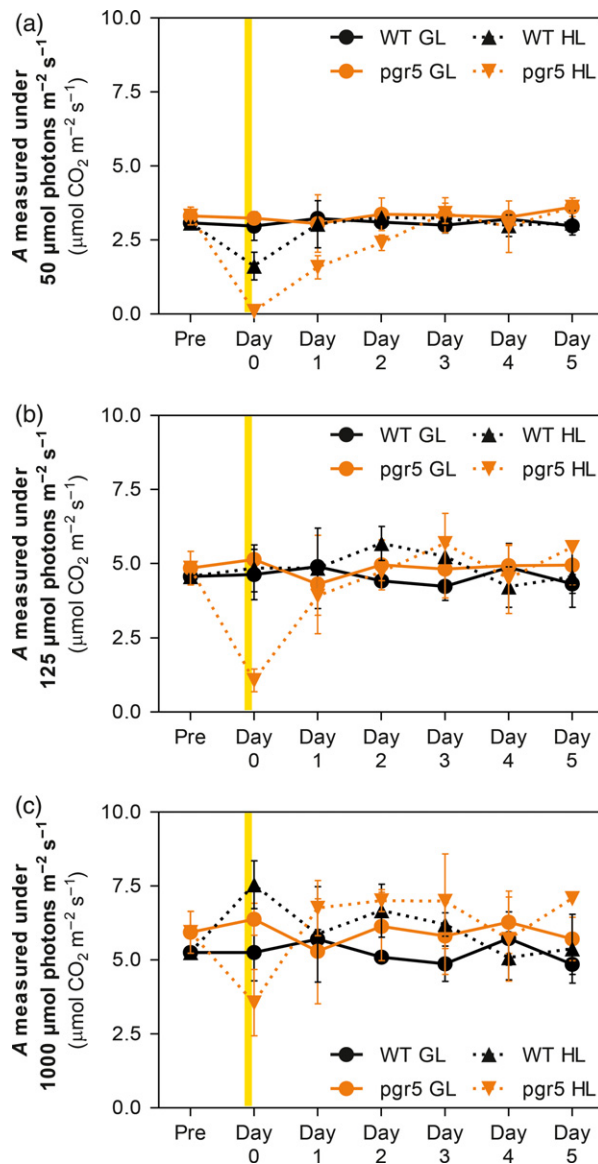 (a)
A measured under
50 µmol photons m⁻² s⁻¹
(µmol CO₂ m⁻² s⁻¹)
10.0
7.5
5.0
2.5
0.0
WT GL
WT HL
pgr5 GL
pgr5 HL
Pre
Day 0
Day 1
Day 2
Day 3
Day 4
Day 5
(b)
A measured under
125 µmol photons m⁻² s⁻¹
(µmol CO₂ m⁻² s⁻¹)
10.0
7.5
5.0
2.5
0.0
WT GL
WT HL
pgr5 GL
pgr5 HL
Pre
Day 0
Day 1
Day 2
Day 3
Day 4
Day 5
(c)
A measured under
1000 µmol photons m⁻² s⁻¹
(µmol CO₂ m⁻² s⁻¹)
10.0
7.5
5.0
2.5
0.0
WT GL
WT HL
pgr5 GL
pgr5 HL
Pre
Day 0
Day 1
Day 2
Day 3
Day 4
Day 5